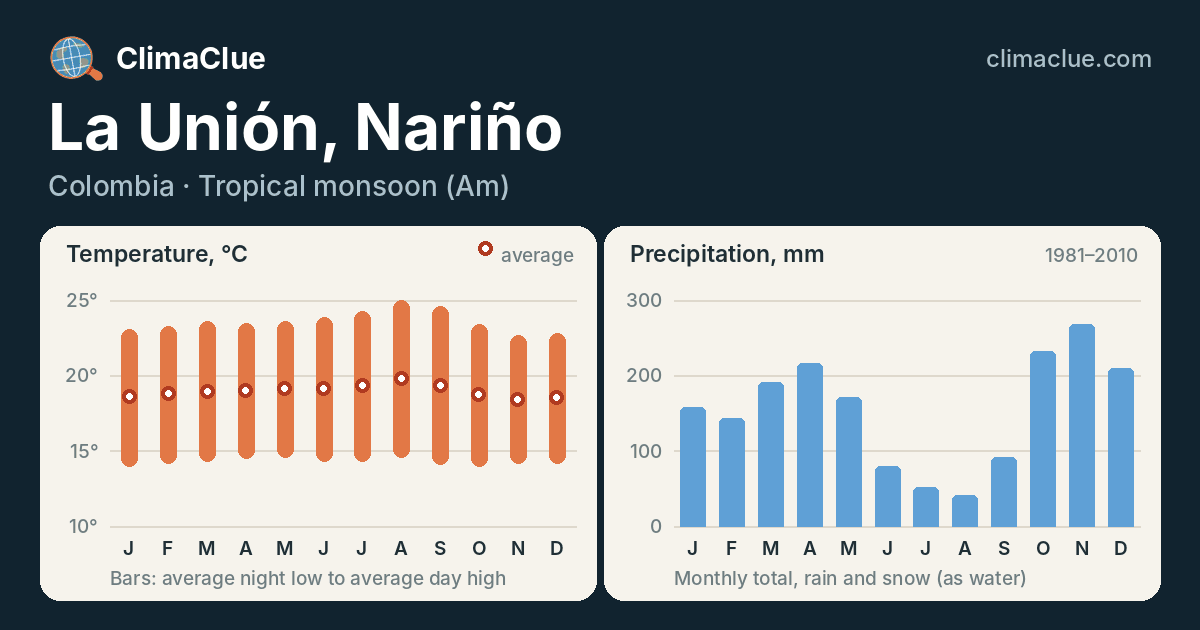 ClimaClue
climaclue.com
La Unión, Nariño
Colombia · Tropical monsoon (Am)
Temperature, °C
average
25°
20°
15°
10°
J F M A M J J A S O N D
Bars: average night low to average day high
Precipitation, mm
1981–2010
300
200
100
0
J F M A M J J A S O N D
Monthly total, rain and snow (as water)